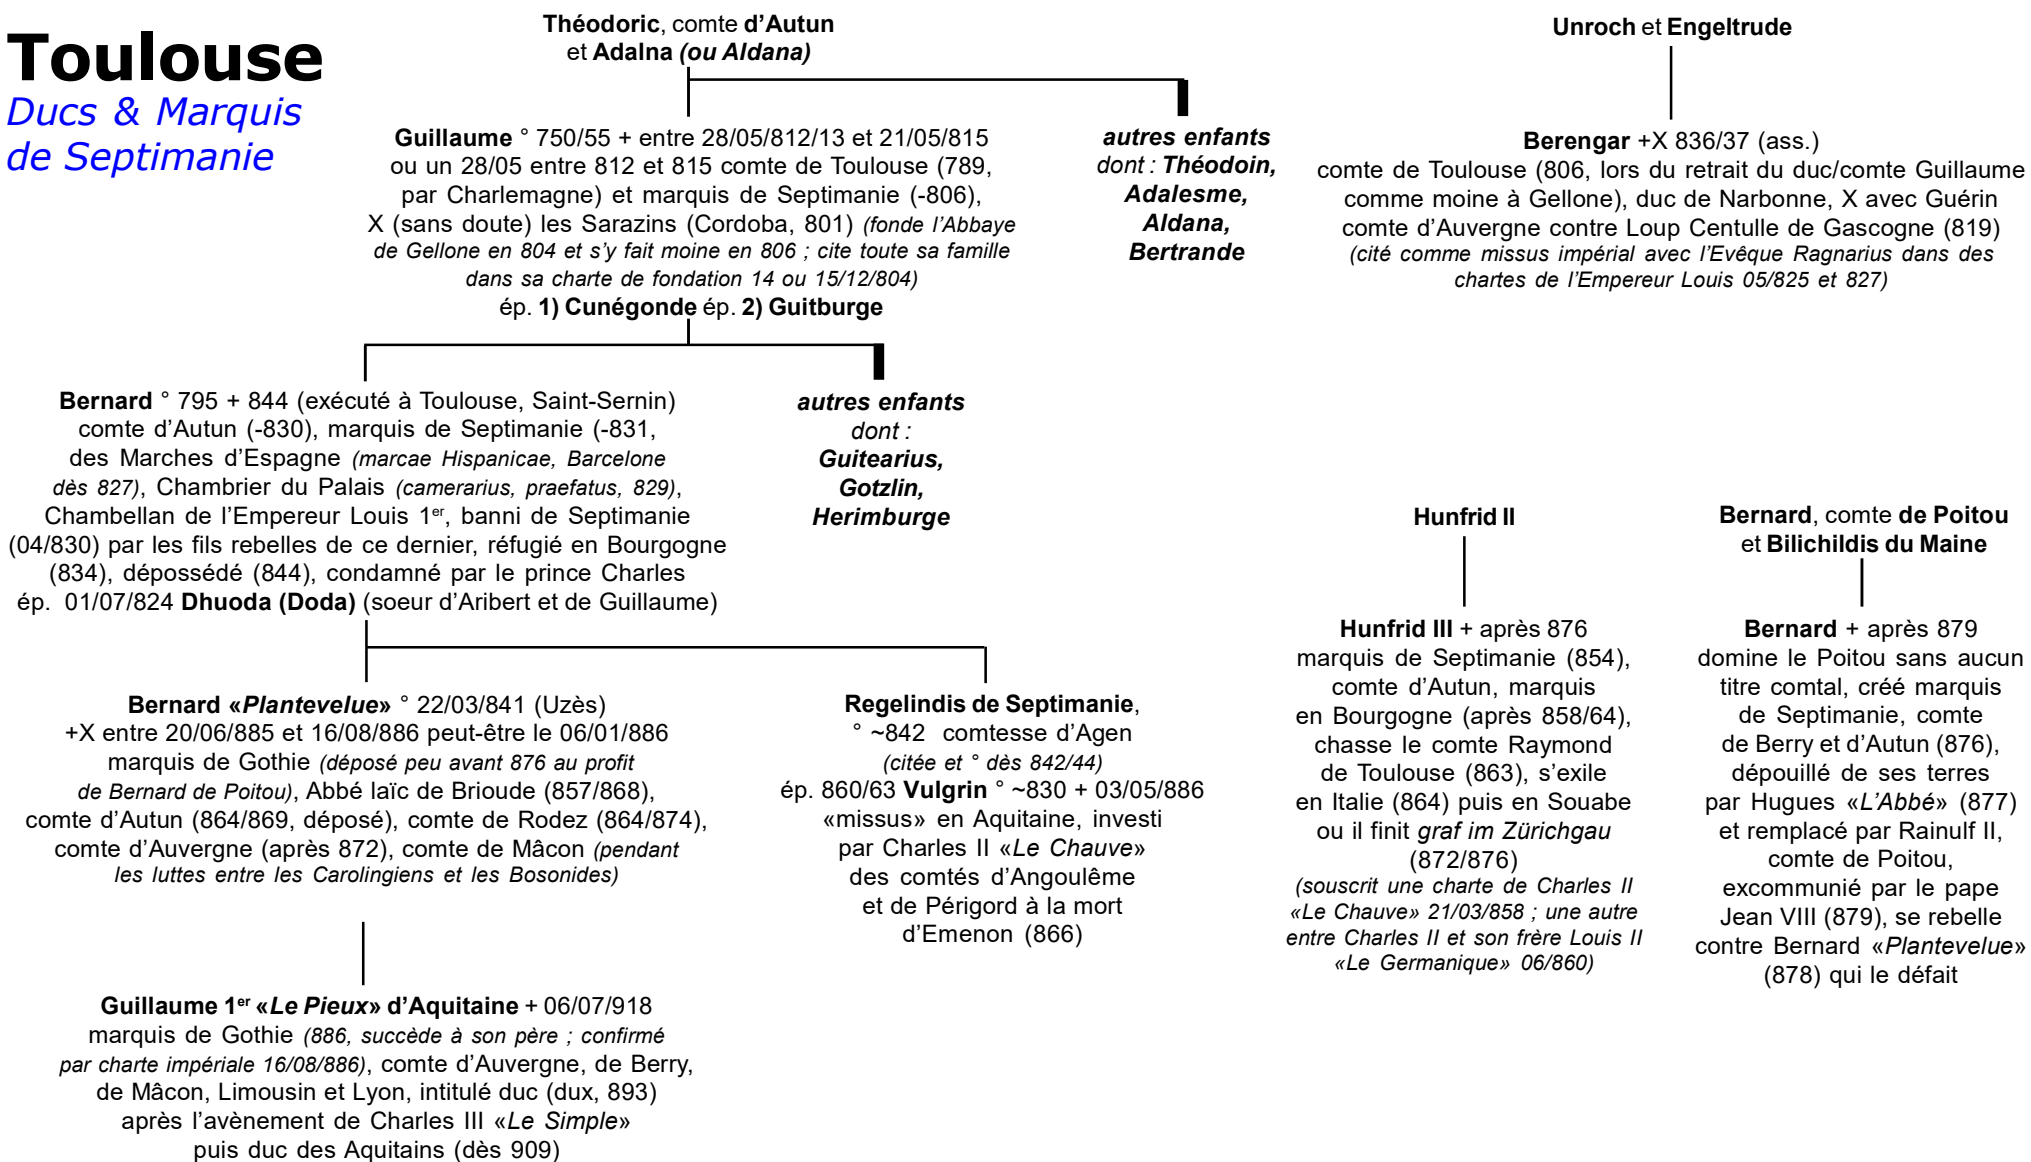 Toulouse
Ducs & Marquis
de Septimanie
Théodoric, comte d'Autun
et Adalna (ou Aldana)
Unroch et Engeltrude
Guillaume ° 750/55 + entre 28/05/812/13 et 21/05/815
ou un 28/05 entre 812 et 815 comte de Toulouse (789,
par Charlemagne) et marquis de Septimanie (-806),
X (sans doute) les Sarazins (Cordoba, 801) (fonde l'Abbaye
de Gellone en 804 et s'y fait moine en 806 ; cite toute sa famille
dans sa charte de fondation 14 ou 15/12/804)
ép. 1) Cunégonde ép. 2) Guitburge
autres enfants
dont : Théodoin,
Adalesme,
Aldana,
Bertrande
Berengar +X 836/37 (ass.)
comte de Toulouse (806, lors du retrait du duc/comte Guillaume
comme moine à Gellone), duc de Narbonne, X avec Guérin
comte d'Auvergne contre Loup Centulle de Gascogne (819)
(cité comme missus impérial avec l'Evêque Ragnarius dans des
chartes de l'Empereur Louis 05/825 et 827)
Bernard ° 795 + 844 (exécuté à Toulouse, Saint-Sernin)
comte d'Autun (-830), marquis de Septimanie (-831,
des Marches d'Espagne (marcae Hispanicae, Barcelone
dès 827), Chambrier du Palais (camerarius, praefatus, 829),
Chambellan de l'Empereur Louis 1er, banni de Septimanie
(04/830) par les fils rebelles de ce dernier, réfugié en Bourgogne
(834), dépossédé (844), condamné par le prince Charles
ép. 01/07/824 Dhuoda (Doda) (soeur d'Aribert et de Guillaume)
autres enfants
dont :
Guitearius,
Gotzlin,
Herimburge
Hunfrid II
Bernard, comte de Poitou
et Bilichildis du Maine
Bernard «Plantevelue» ° 22/03/841 (Uzès)
+X entre 20/06/885 et 16/08/886 peut-être le 06/01/886
marquis de Gothie (déposé peu avant 876 au profit
de Bernard de Poitou), Abbé laïc de Brioude (857/868),
comte d'Autun (864/869, déposé), comte de Rodez (864/874),
comte d'Auvergne (après 872), comte de Mâcon (pendant
les luttes entre les Carolingiens et les Bosonides)
Regelindis de Septimanie,
° ~842 comtesse d'Agen
(citée et ° dès 842/44)
ép. 860/63 Vulgrin ° ~830 + 03/05/886
«missus» en Aquitaine, investi
par Charles II «Le Chauve»
des comtés d'Angoulême
et de Périgord à la mort
d'Emenon (866)
Hunfrid III + après 876
marquis de Septimanie (854),
comte d'Autun, marquis
en Bourgogne (après 858/64),
chasse le comte Raymond
de Toulouse (863), s'exile
en Italie (864) puis en Souabe
ou il finit graf im Zürichgau
(872/876)
(souscrit une charte de Charles II
«Le Chauve» 21/03/858 ; une autre
entre Charles II et son frère Louis II
«Le Germanique» 06/860)
Bernard + après 879
domine le Poitou sans aucun
titre comtal, créé marquis
de Septimanie, comte
de Berry et d'Autun (876),
dépouillé de ses terres
par Hugues «L'Abbé» (877)
et remplacé par Rainulf II,
comte de Poitou,
excommunié par le pape
Jean VIII (879), se rebelle
contre Bernard «Plantevelue»
(878) qui le défait
Guillaume 1er «Le Pieux» d'Aquitaine + 06/07/918
marquis de Gothie (886, succède à son père ; confirmé
par charte impériale 16/08/886), comte d'Auvergne, de Berry,
de Mâcon, Limousin et Lyon, intitulé duc (dux, 893)
après l'avènement de Charles III «Le Simple»
puis duc des Aquitains (dès 909)